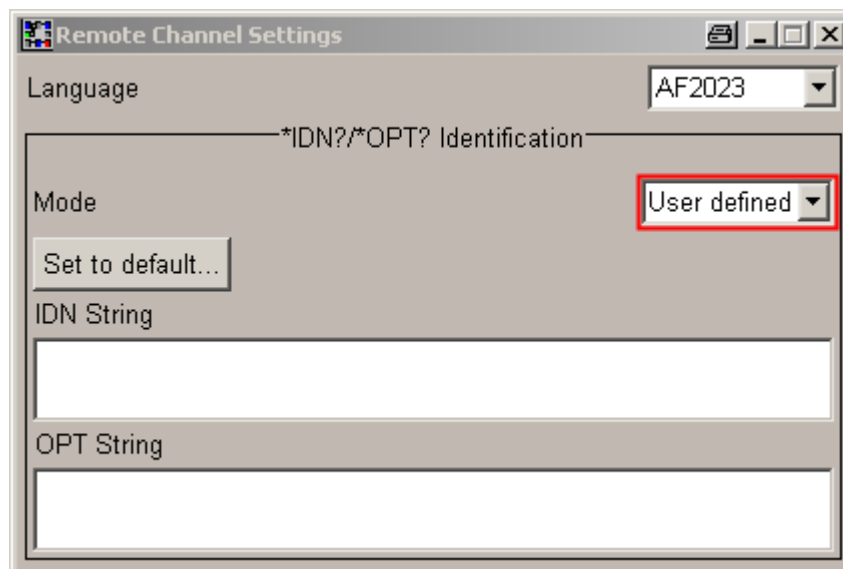 Remote Channel Settings
Language AF2023
*IDN?/*OPT? Identification
Mode User defined
Set to default...
IDN String
OPT String